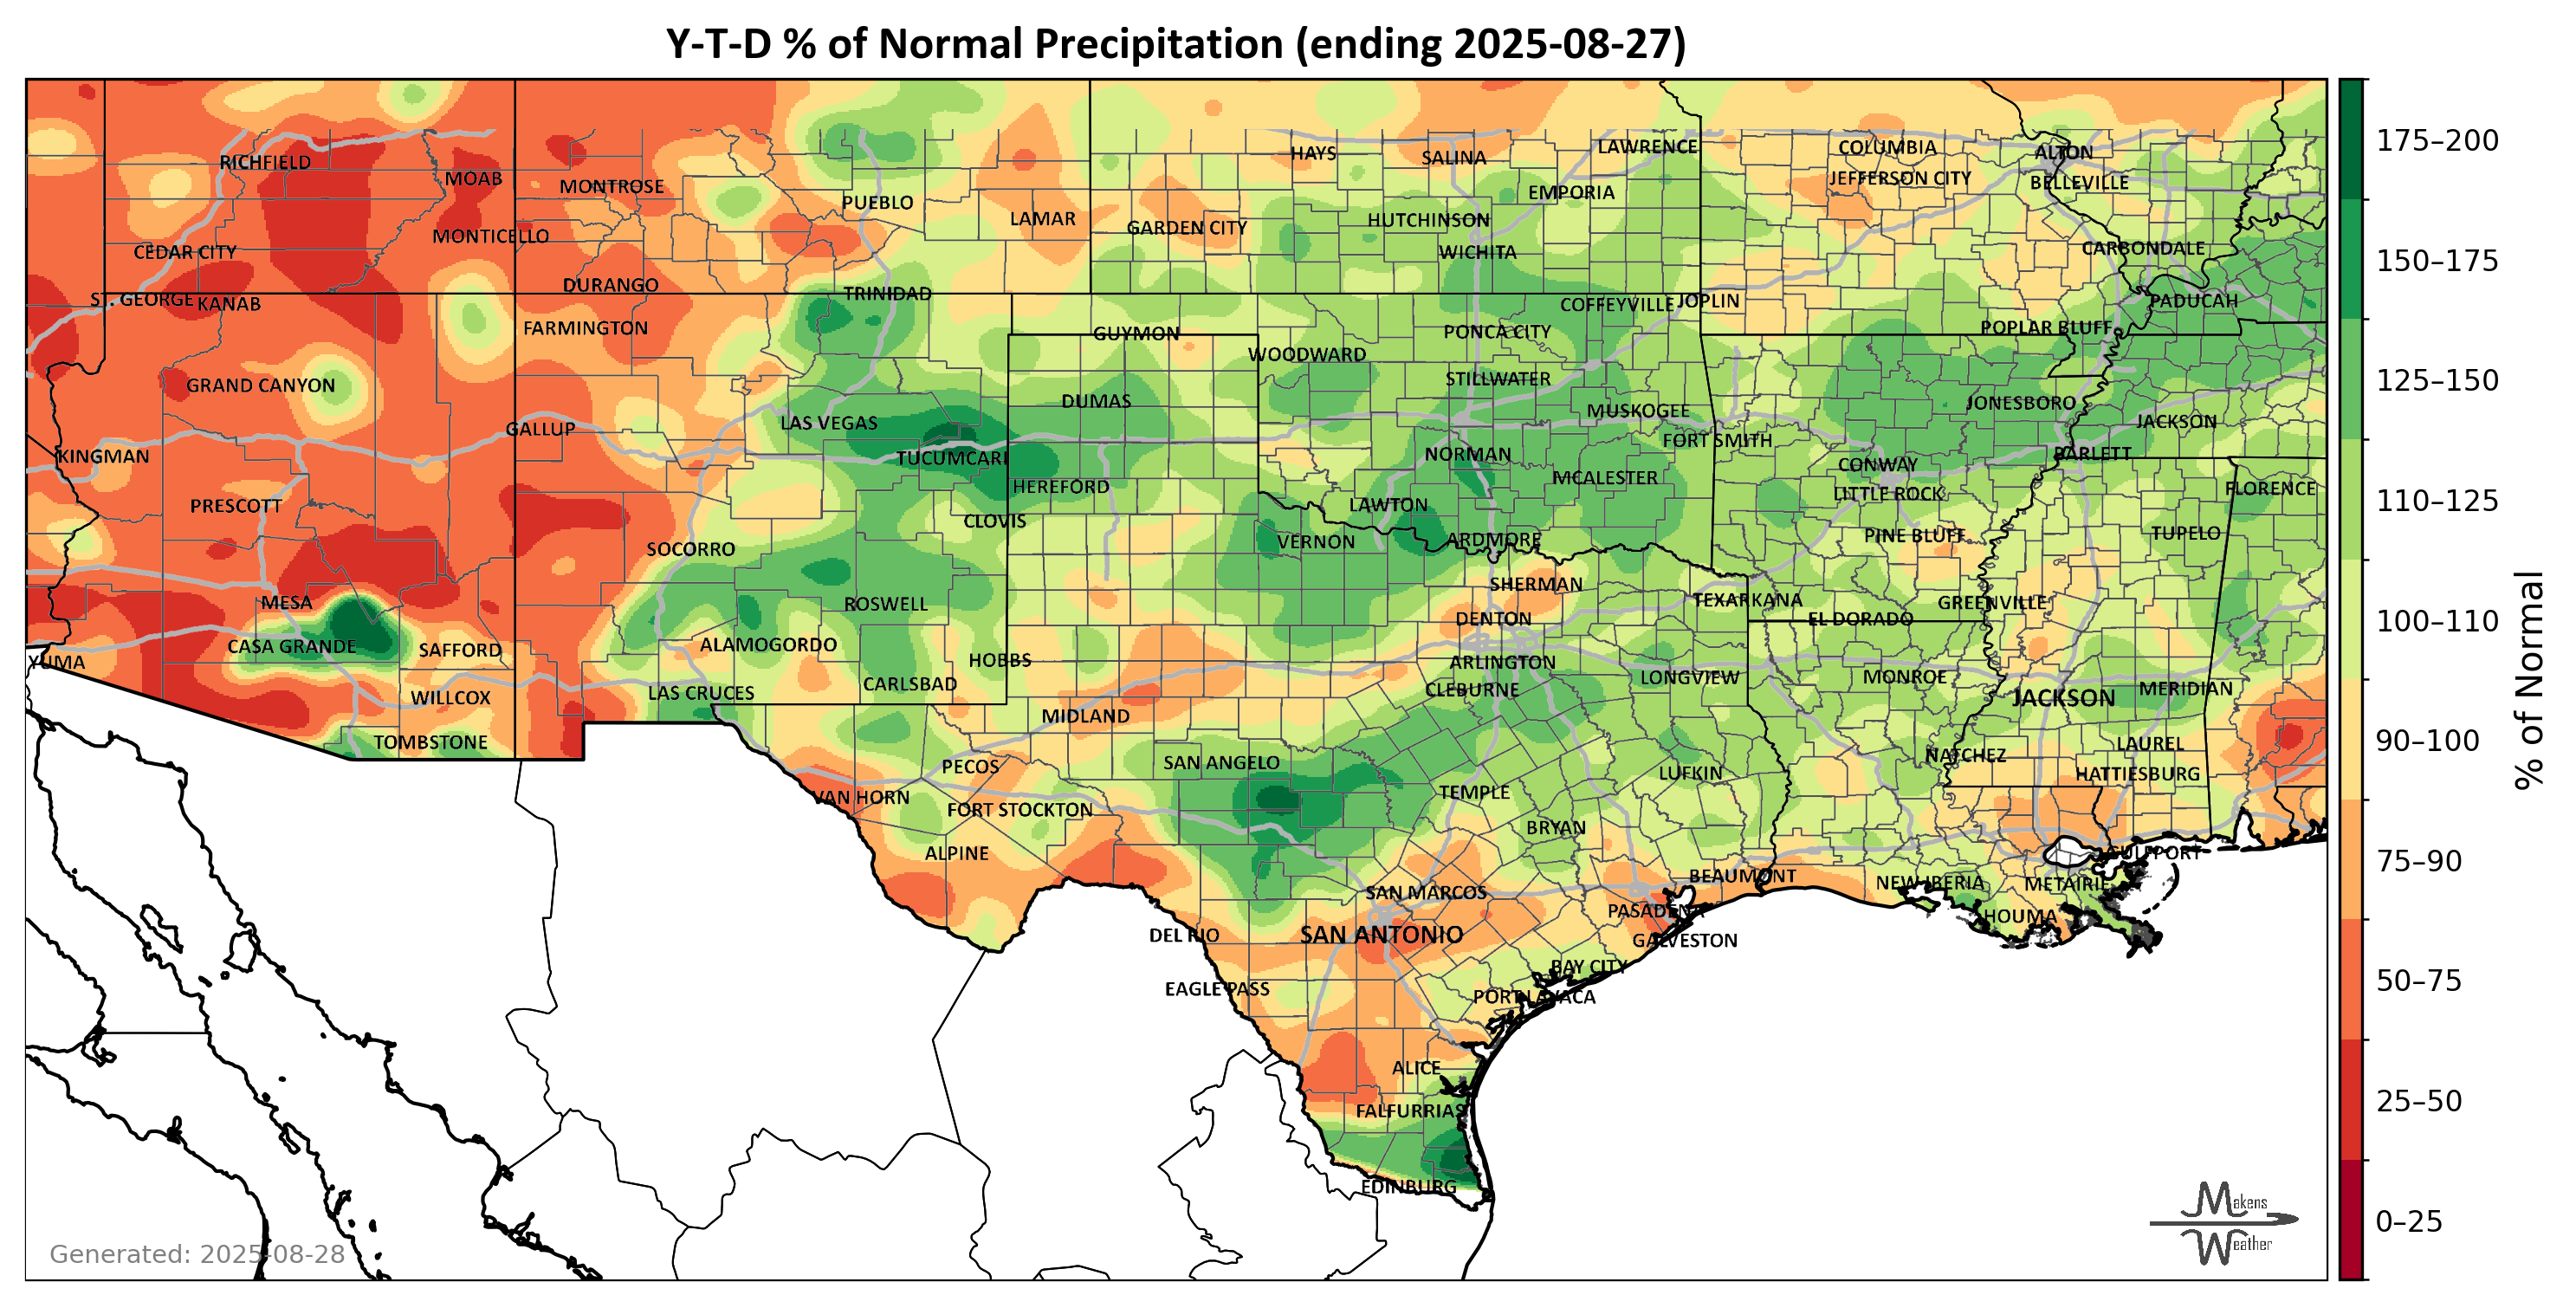 Y-T-D % of Normal Precipitation (ending 2025-08-27)
RICHFIELD
MOAB
MONTROSE
PUEBLO
LAMAR
HAYS
SALINA
LAWRENCE
COLUMBIA
ALTON
JEFFERSON CITY
BELLEVILLE
EMPORIA
GARDEN CITY
HUTCHINSON
WICHITA
CEDAR CITY
MONTICELLO
CARBONDALE
DURANGO
TRINIDAD
ST. GEORGE
KANAB
COFFEYVILLE
JOPLIN
PADUCAH
FARMINGTON
GUYMON
PONCA CITY
POPLAR BLUFF
WOODWARD
GRAND CANYON
STILLWATER
DUMAS
MUSKOGEE
JONESBORO
JACKSON
LAS VEGAS
GALLUP
FORT SMITH
KINGMAN
TUCUMCARI
NORMAN
BARLETT
CONWAY
HEREFORD
MCALESTER
LITTLE ROCK
FLORENCE
PRESCOTT
LAWTON
CLOVIS
VERNON
ARDMORE
PINE BLUFF
TUPELO
SOCORRO
SHERMAN
MESA
ROSWELL
TEXARKANA
GREENVILLE
DENTON
EL DORADO
CASA GRANDE
SAFFORD
ALAMOGORDO
HOBBS
ARLINGTON
YUMA
CARLSBAD
CLEBURNE
LONGVIEW
MONROE
JACKSON
MERIDIAN
WILLCOX
LAS CRUCES
MIDLAND
TOMBSTONE
LAUREL
PECOS
SAN ANGELO
NATCHEZ
LUFKIN
HATTIESBURG
VAN HORN
FORT STOCKTON
TEMPLE
BRYAN
ALPINE
GULFPORT
BEAUMONT
NEW IBERIA
METAIRIE
SAN MARCOS
PASADENA
HOUMA
DEL RIO
SAN ANTONIO
GALVESTON
BAY CITY
EAGLE PASS
PORT LAVACA
ALICE
FALFURRIAS
EDINBURG
175–200
150–175
125–150
110–125
100–110
90–100
75–90
50–75
25–50
0–25
% of Normal
Generated: 2025-08-28
Makens
Weather